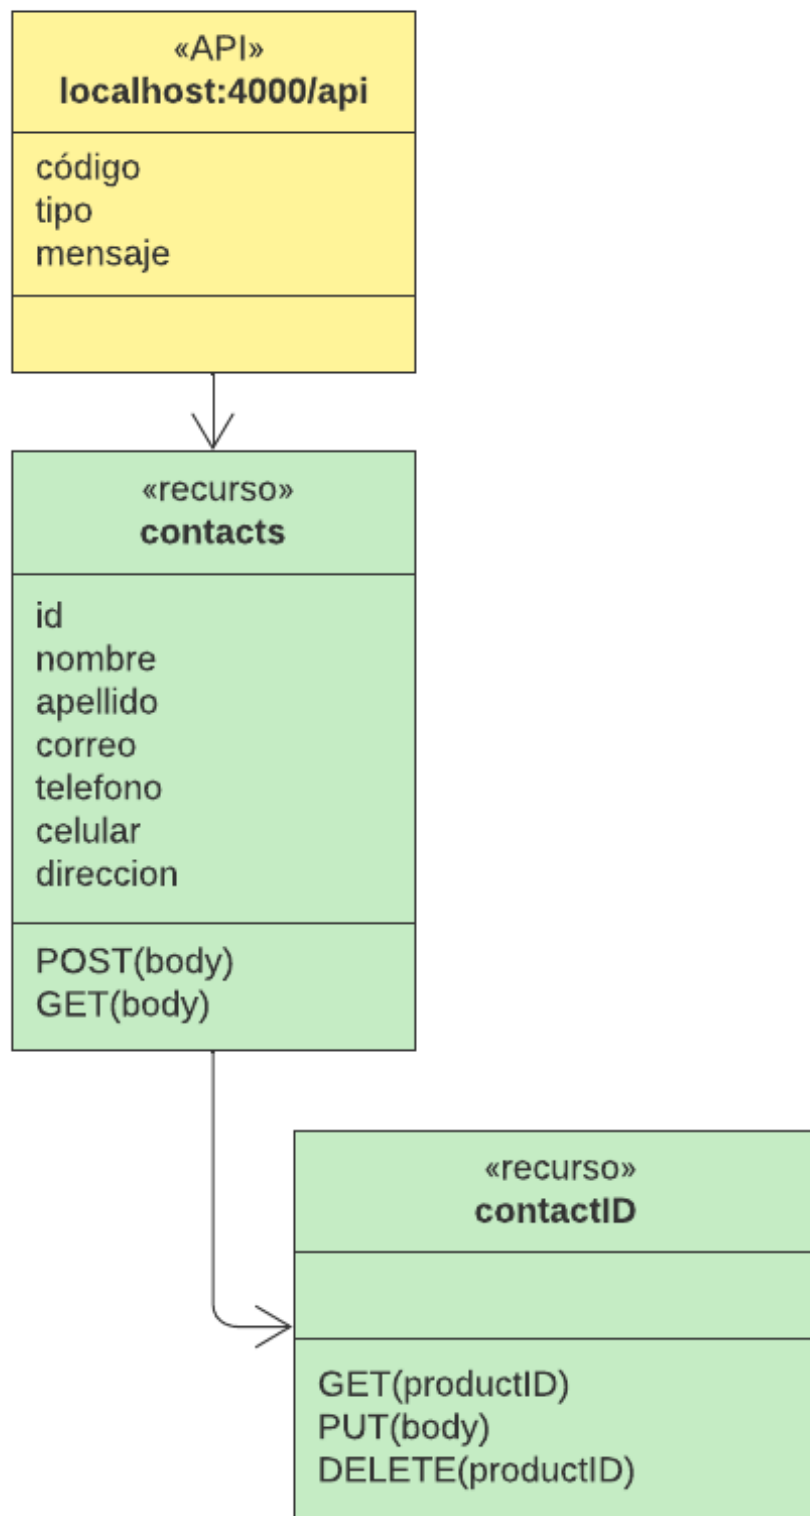 «API»
localhost:4000/api
código
tipo
mensaje
«recurso»
contacts
id
nombre
apellido
correo
telefono
celular
direccion
POST(body)
GET(body)
«recurso»
contactID
GET(productID)
PUT(body)
DELETE(productID)